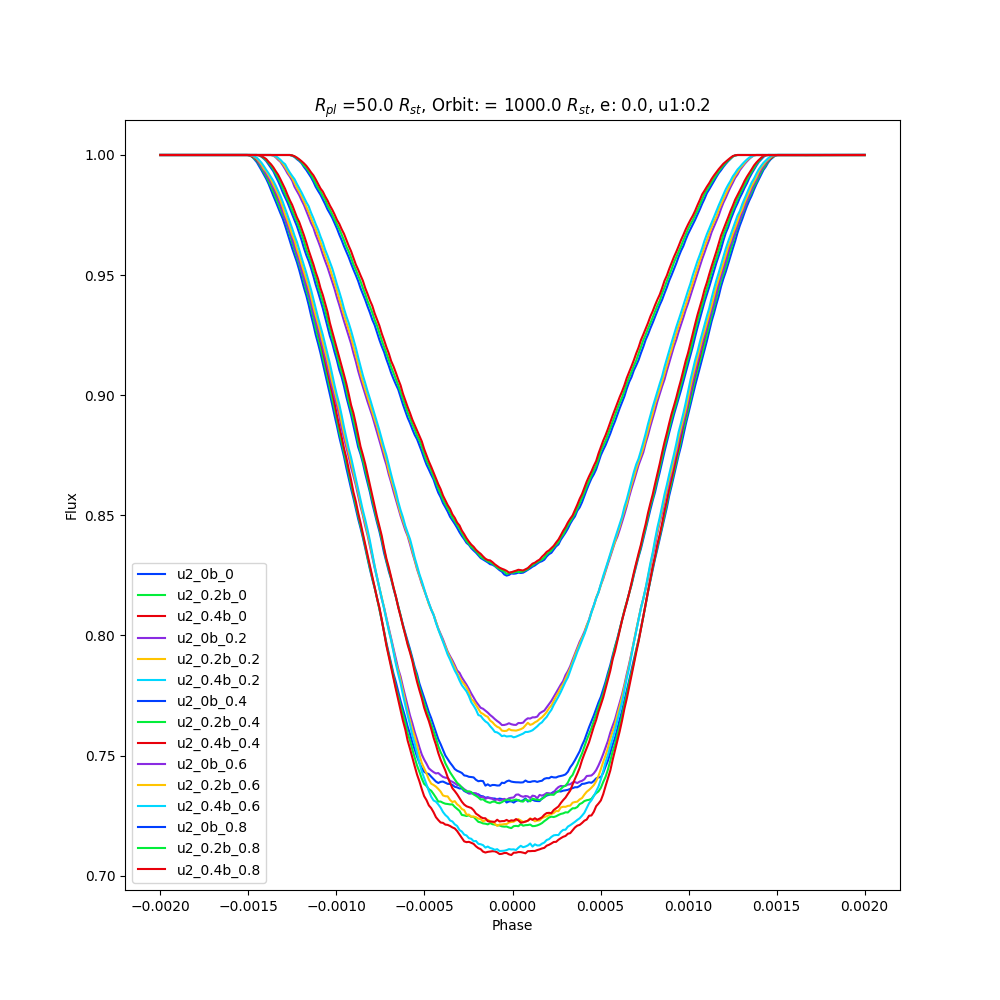 R_pl =50.0 R_st, Orbit: = 1000.0 R_st, e: 0.0, u1:0.2
1.00
0.95
0.90
0.85
0.80
0.75
0.70
Flux
u2_0b_0
u2_0.2b_0
u2_0.4b_0
u2_0b_0.2
u2_0.2b_0.2
u2_0.4b_0.2
u2_0b_0.4
u2_0.2b_0.4
u2_0.4b_0.4
u2_0b_0.6
u2_0.2b_0.6
u2_0.4b_0.6
u2_0b_0.8
u2_0.2b_0.8
u2_0.4b_0.8
−0.0020 −0.0015 −0.0010 −0.0005 0.0000 0.0005 0.0010 0.0015 0.0020
Phase